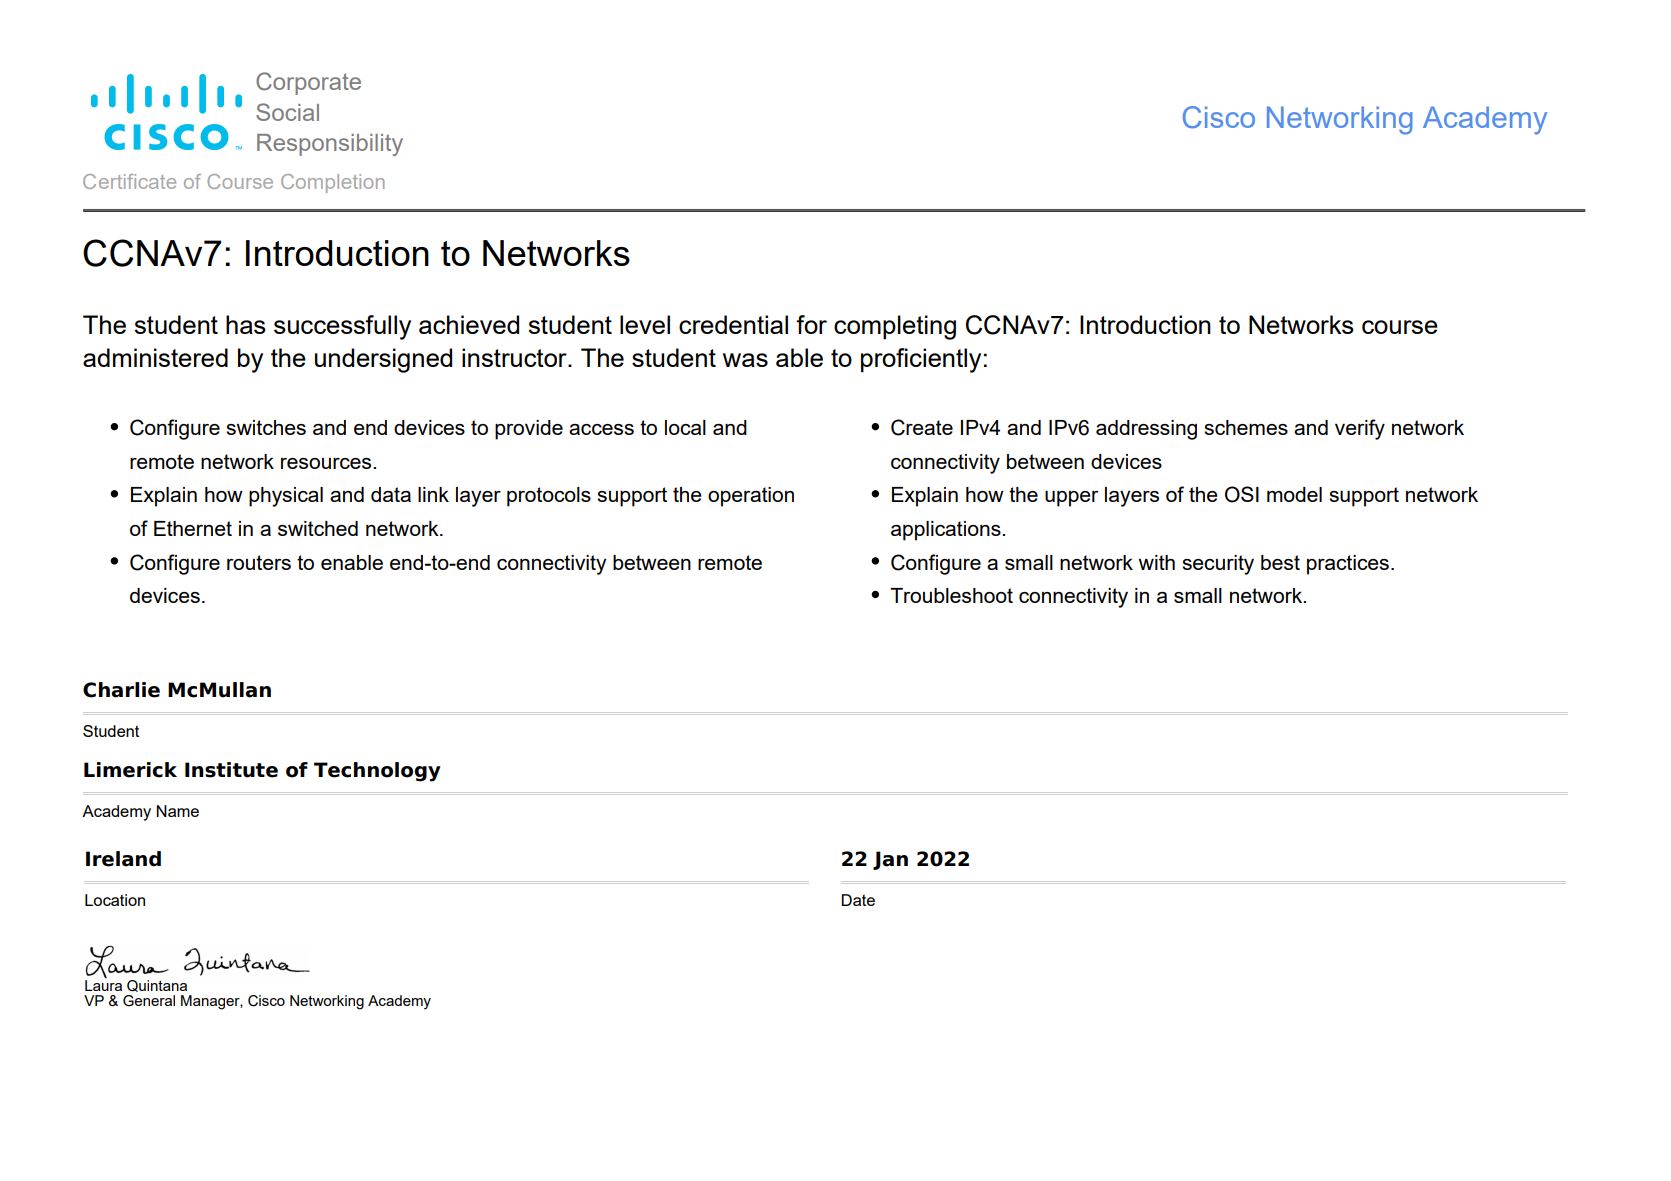 CISCO™
Corporate
Social
Responsibility
Cisco Networking Academy
Certificate of Course Completion
CCNAv7: Introduction to Networks
The student has successfully achieved student level credential for completing CCNAv7: Introduction to Networks course
administered by the undersigned instructor. The student was able to proficiently:
• Configure switches and end devices to provide access to local and
remote network resources.
• Explain how physical and data link layer protocols support the operation
of Ethernet in a switched network.
• Configure routers to enable end-to-end connectivity between remote
devices.
• Create IPv4 and IPv6 addressing schemes and verify network
connectivity between devices
• Explain how the upper layers of the OSI model support network
applications.
• Configure a small network with security best practices.
• Troubleshoot connectivity in a small network.
Charlie McMullan
Student
Limerick Institute of Technology
Academy Name
Ireland
Location
22 Jan 2022
Date
Laura Quintana
Laura Quintana
VP & General Manager, Cisco Networking Academy